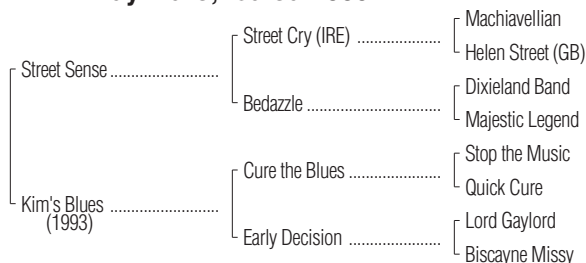 Machiavellian
Street Cry (IRE)
Helen Street (GB)
Street Sense
Dixieland Band
Bedazzle
Majestic Legend
Stop the Music
Cure the Blues
Quick Cure
Kim's Blues
(1993)
Lord Gaylord
Early Decision
Biscayne Missy